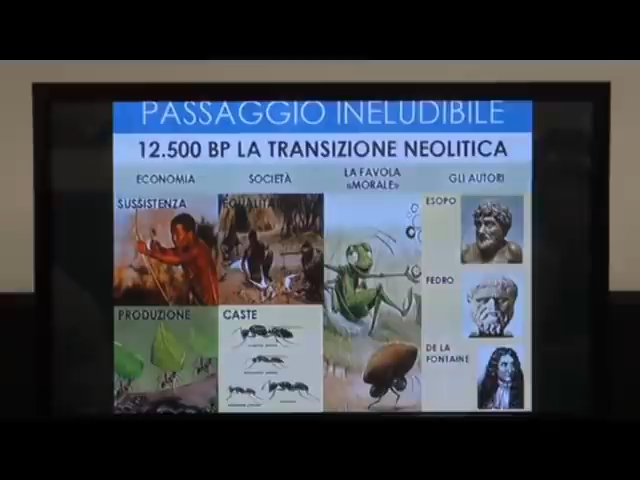 PASSAGGIO INELUDIBILE
12.500 BP LA TRANSIZIONE NEOLITICA
ECONOMIA
SOCIETÀ
LA FAVOLA
«MORALE»
GLI AUTORI
SUSSISTENZA
EGUALITÀ
ESOPO
FEDRO
PRODUZIONE
CASTE
DE LA
FONTAINE